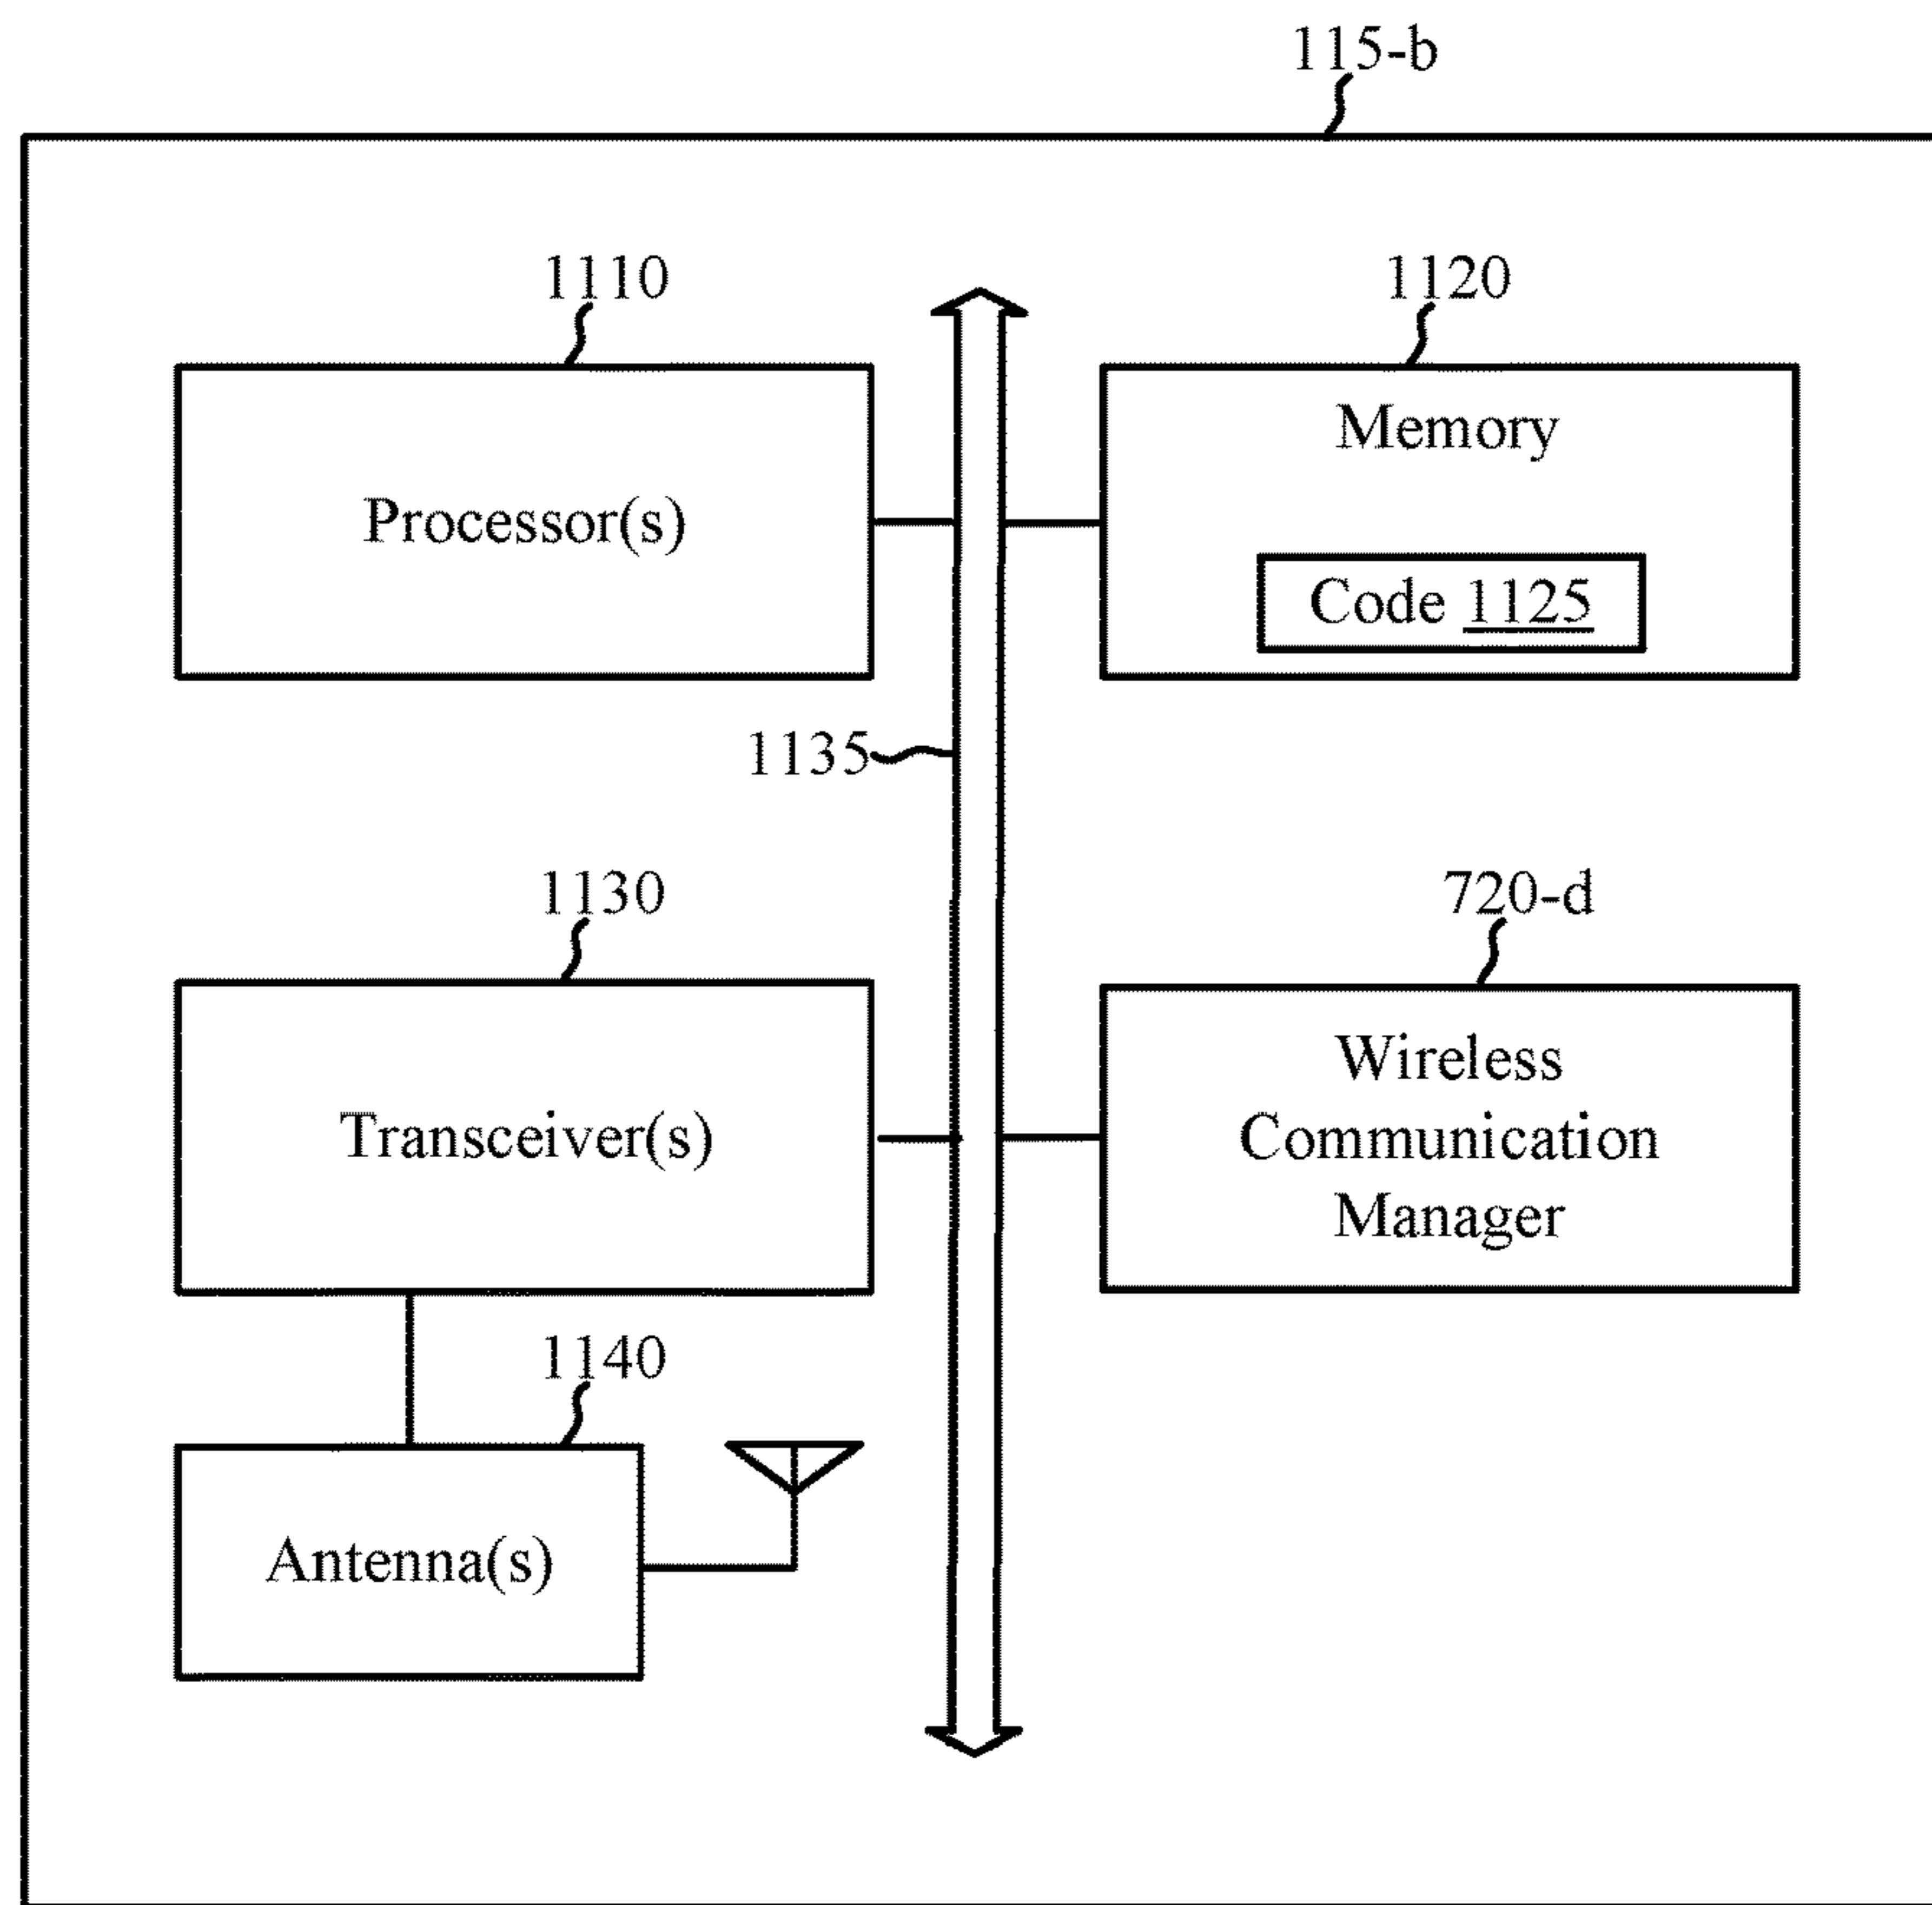 115-b
1110
1120
Processor(s)
Memory
Code 1125
1135
1130
720-d
Transceiver(s)
Wireless
Communication
Manager
1140
Antenna(s)